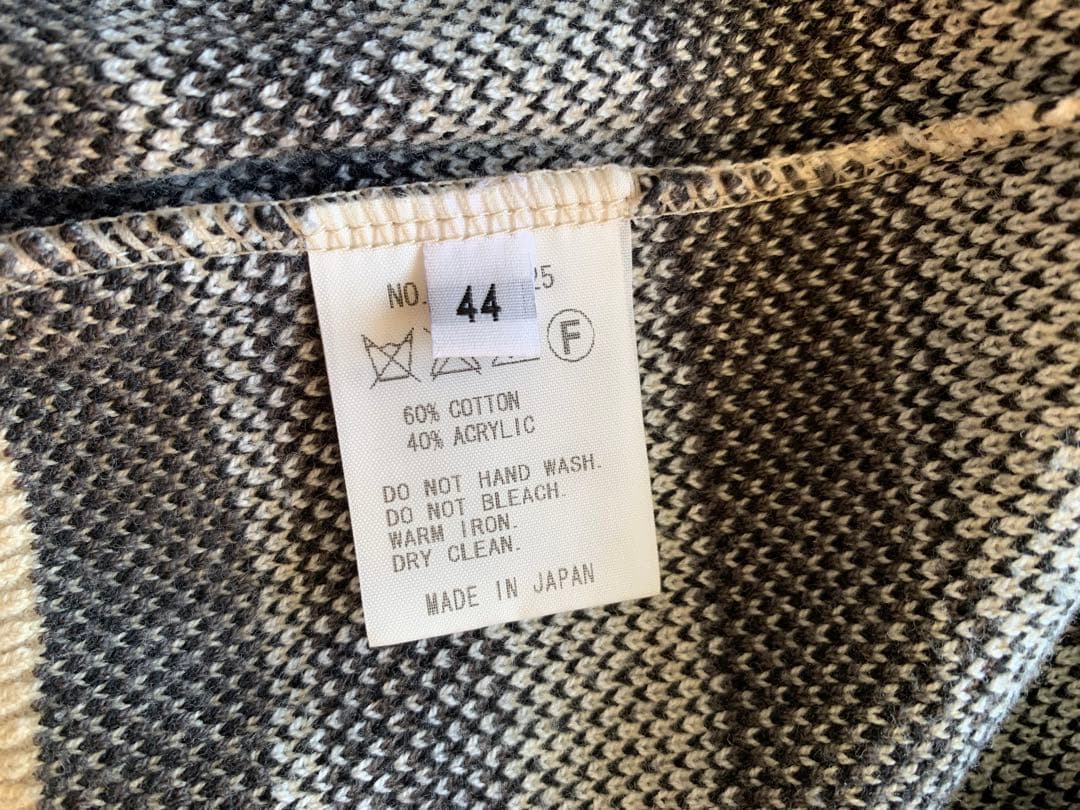 NO. 25
44
F
60% COTTON
40% ACRYLIC
DO NOT HAND WASH.
DO NOT BLEACH.
WARM IRON.
DRY CLEAN.
MADE IN JAPAN